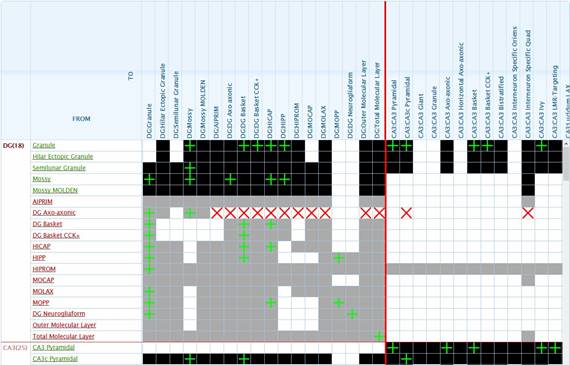 TO
FROM
DG:Granule
DG:Hilar Ectopic Granule
DG:Semilunar Granule
DG:Mossy
DG:Mossy MOLDEN
DG:AIPRIM
DG:DG Axo-axonic
DG:DG Basket
DG:DG Basket CCK+
DG:HICAP
DG:HIPP
DG:HIPROM
DG:MOCAP
DG:MOLAX
DG:MOPP
DG:DG Neurogliaform
DG:Outer Molecular Layer
DG:Total Molecular Layer
CA3:CA3 Pyramidal
CA3:CA3c Pyramidal
CA3:CA3 Giant
CA3:CA3 Granule
CA3:CA3 Axo-axonic
CA3:CA3 Horizontal Axo-axonic
CA3:CA3 Basket
CA3:CA3 Basket CCK+
CA3:CA3 Bistratified
CA3:CA3 Interneuron Specific Oriens
CA3:CA3 Interneuron Specific Quad
CA3:CA3 Ivy
CA3:CA3 LMR-Targeting
DG(18) Granule
Hilar Ectopic Granule
Semilunar Granule
Mossy
Mossy MOLDEN
AIPRIM
DG Axo-axonic
DG Basket
DG Basket CCK+
HICAP
HIPP
HIPROM
MOCAP
MOLAX
MOPP
DG Neurogliaform
Outer Molecular Layer
Total Molecular Layer
CA3(25) CA3 Pyramidal
CA3c Pyramidal